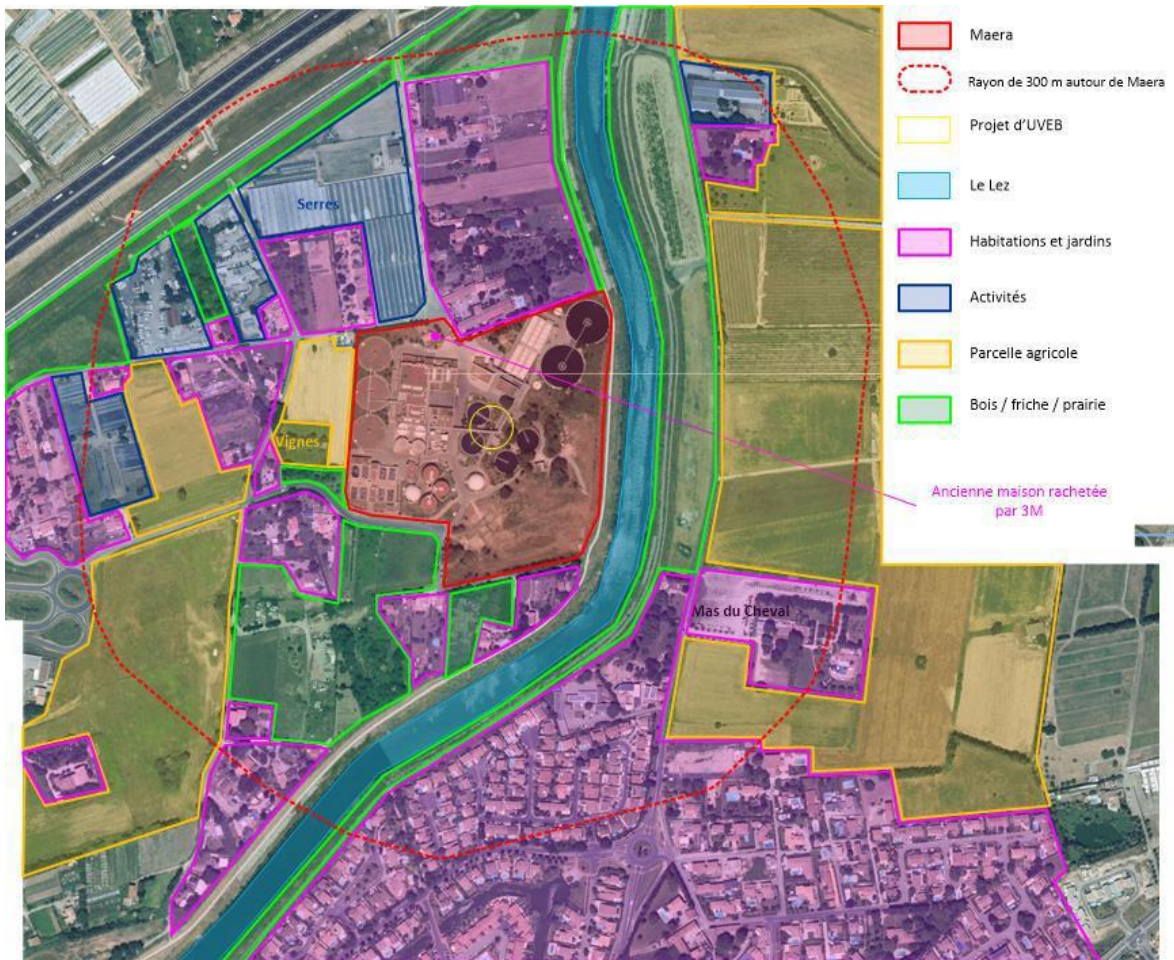 Maera
Rayon de 300 m autour de Maera
Projet d'UVEB
Le Lez
Habitations et jardins
Activités
Parcelle agricole
Bois / friche / prairie
Serres
Vignes
Ancienne maison rachetée
par 3M
Mas du Cheval